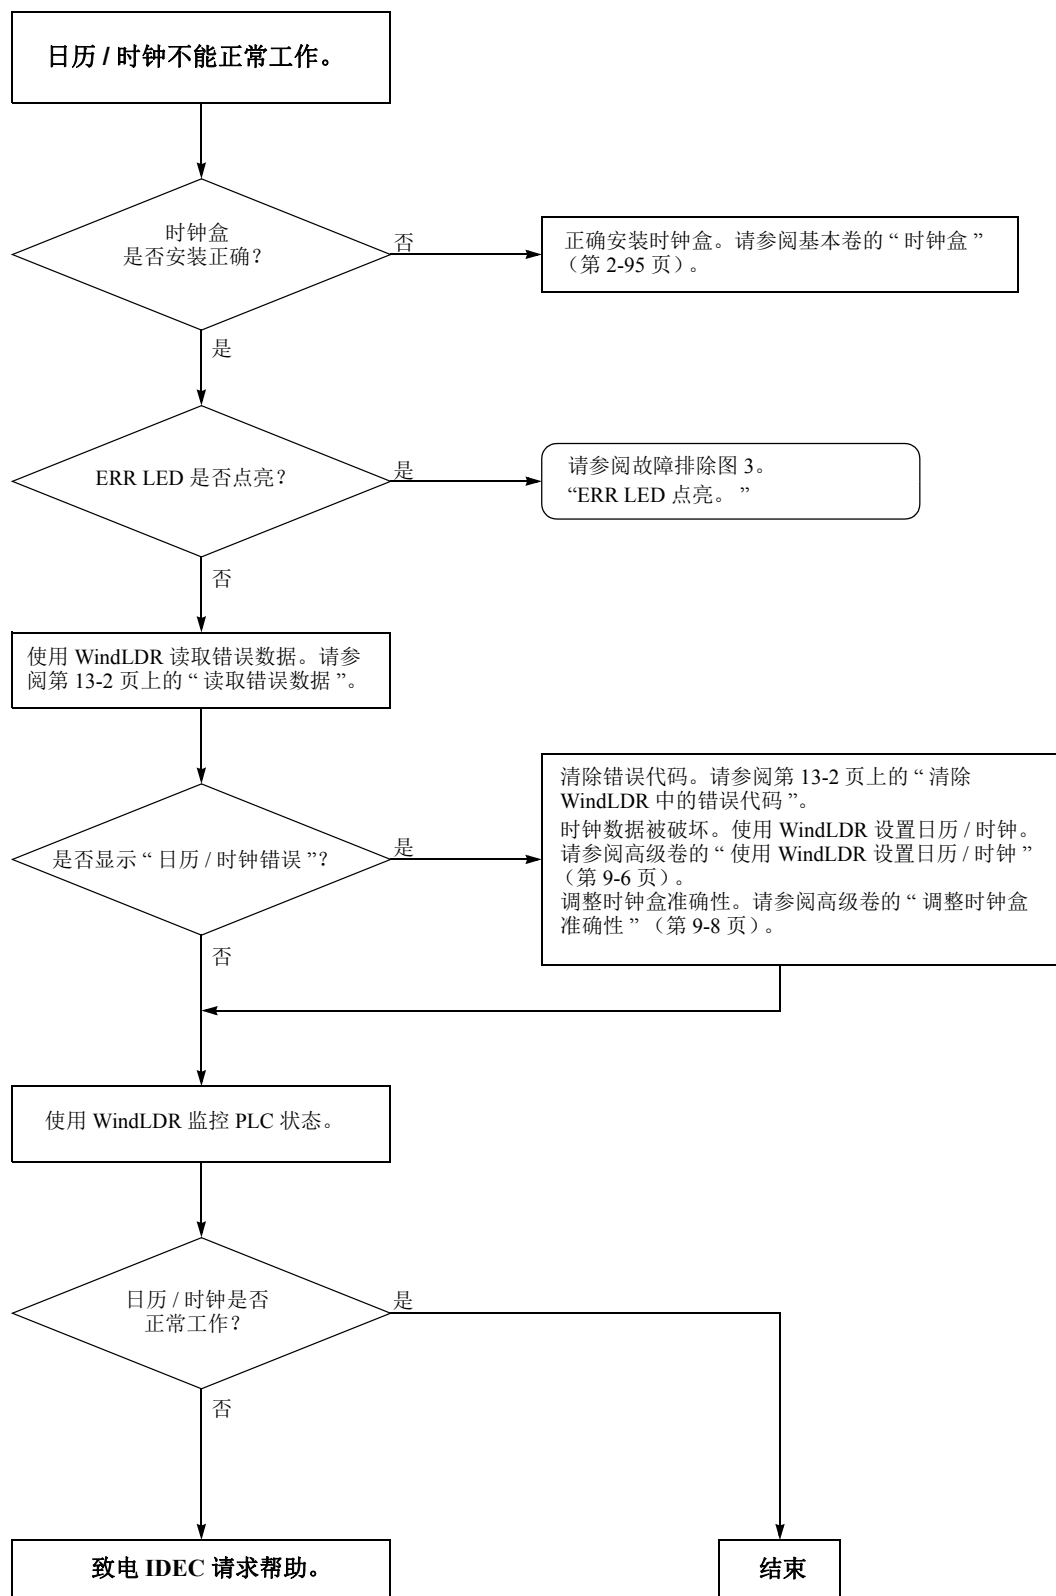 日历 / 时钟不能正常工作。
时钟盒
是否安装正确？
否
正确安装时钟盒。请参阅基本卷的 “ 时钟盒 ”
（第 2-95 页）。
是
ERR LED 是否点亮？
是
请参阅故障排除图 3。
“ERR LED 点亮。 ”
否
使用 WindLDR 读取错误数据。请参
阅第 13-2 页上的 “ 读取错误数据 ”。
是否显示 “ 日历 / 时钟错误 ”？
是
清除错误代码。请参阅第 13-2 页上的 “ 清除
WindLDR 中的错误代码 ”。
时钟数据被破坏。使用 WindLDR 设置日历 / 时钟。
请参阅高级卷的 “ 使用 WindLDR 设置日历 / 时钟 ”
（第 9-6 页）。
调整时钟盒准确性。请参阅高级卷的 “ 调整时钟盒
准确性 ” （第 9-8 页）。
否
使用 WindLDR 监控 PLC 状态。
日历 / 时钟是否
正常工作？
是
否
致电 IDEC 请求帮助。
结束